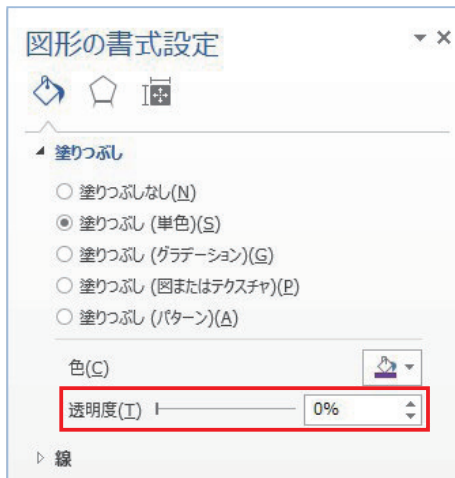 図形の書式設定
塗りつぶし
塗りつぶしなし(N)
塗りつぶし (単色)(S)
塗りつぶし (グラデーション)(G)
塗りつぶし (図またはテクスチャ)(P)
塗りつぶし (パターン)(A)
色(C)
透明度(T) 0%
線